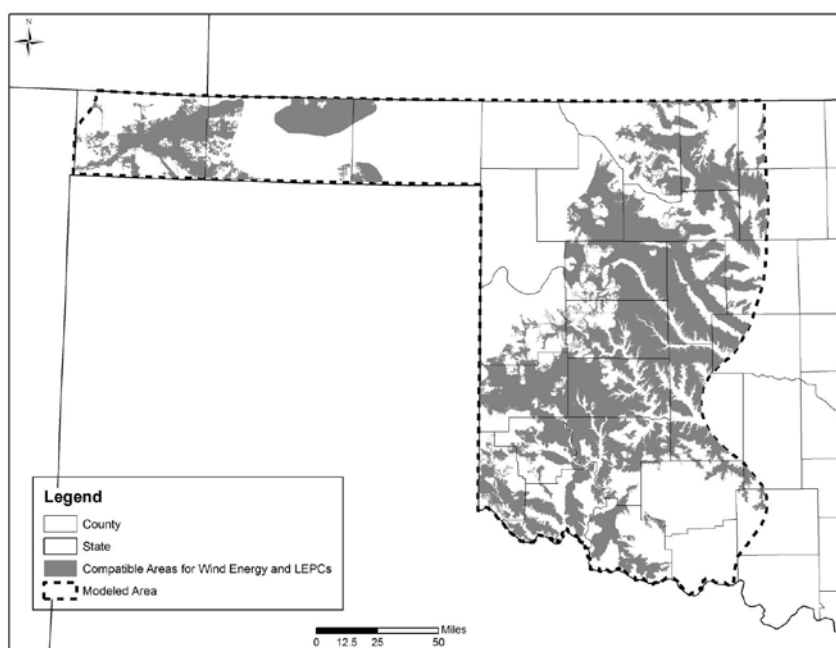 N
Legend
County
State
Compatible Areas for Wind Energy and LEPCs
Modeled Area
Miles
0 12.5 25 50